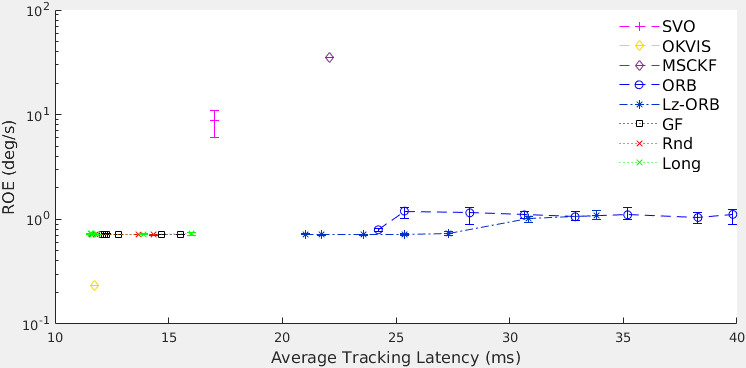 10^2
10^1
10^0
10^-1
ROE (deg/s)
SVO
OKVIS
MSCKF
ORB
Lz-ORB
GF
Rnd
Long
10 15 20 25 30 35 40
Average Tracking Latency (ms)